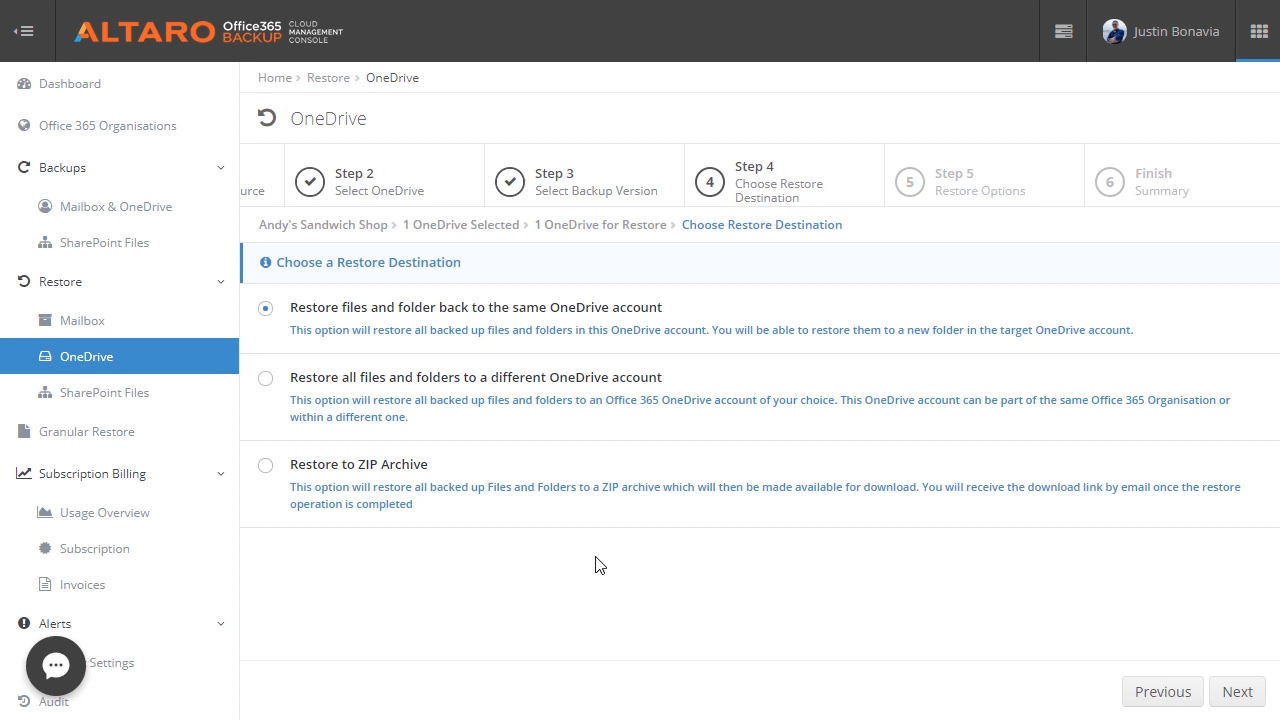 ALTARO Office365 BACKUP CLOUD MANAGEMENT CONSOLE
Justin Bonavia
Dashboard
Office 365 Organisations
Backups
Mailbox & OneDrive
SharePoint Files
Restore
Mailbox
OneDrive
SharePoint Files
Granular Restore
Subscription Billing
Usage Overview
Subscription
Invoices
Alerts
Settings
Audit
Home › Restore › OneDrive
OneDrive
urce
Step 2
Select OneDrive
Step 3
Select Backup Version
4
Step 4
Choose Restore
Destination
5
Step 5
Restore Options
6
Finish
Summary
Andy's Sandwich Shop › 1 OneDrive Selected › 1 OneDrive for Restore › Choose Restore Destination
Choose a Restore Destination
Restore files and folder back to the same OneDrive account
This option will restore all backed up files and folders in this OneDrive account. You will be able to restore them to a new folder in the target OneDrive account.
Restore all files and folders to a different OneDrive account
This option will restore all backed up files and folders to an Office 365 OneDrive account of your choice. This OneDrive account can be part of the same Office 365 Organisation or
within a different one.
Restore to ZIP Archive
This option will restore all backed up Files and Folders to a ZIP archive which will then be made available for download. You will receive the download link by email once the restore
operation is completed
Previous
Next